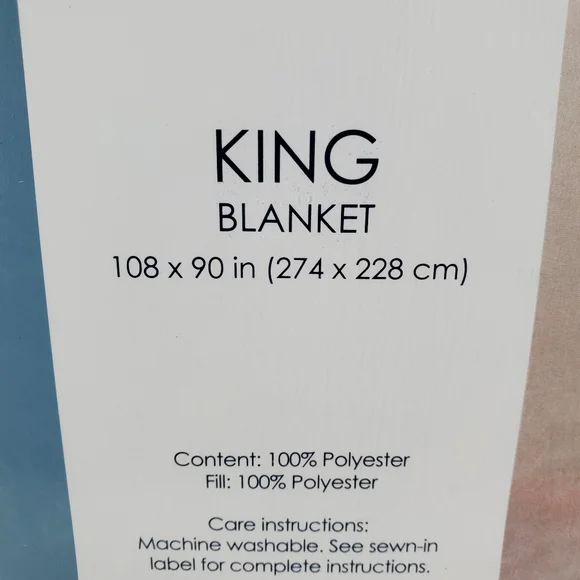 KING
BLANKET
108 x 90 in (274 x 228 cm)
Content: 100% Polyester
Fill: 100% Polyester
Care instructions:
Machine washable. See sewn-in
label for complete instructions.